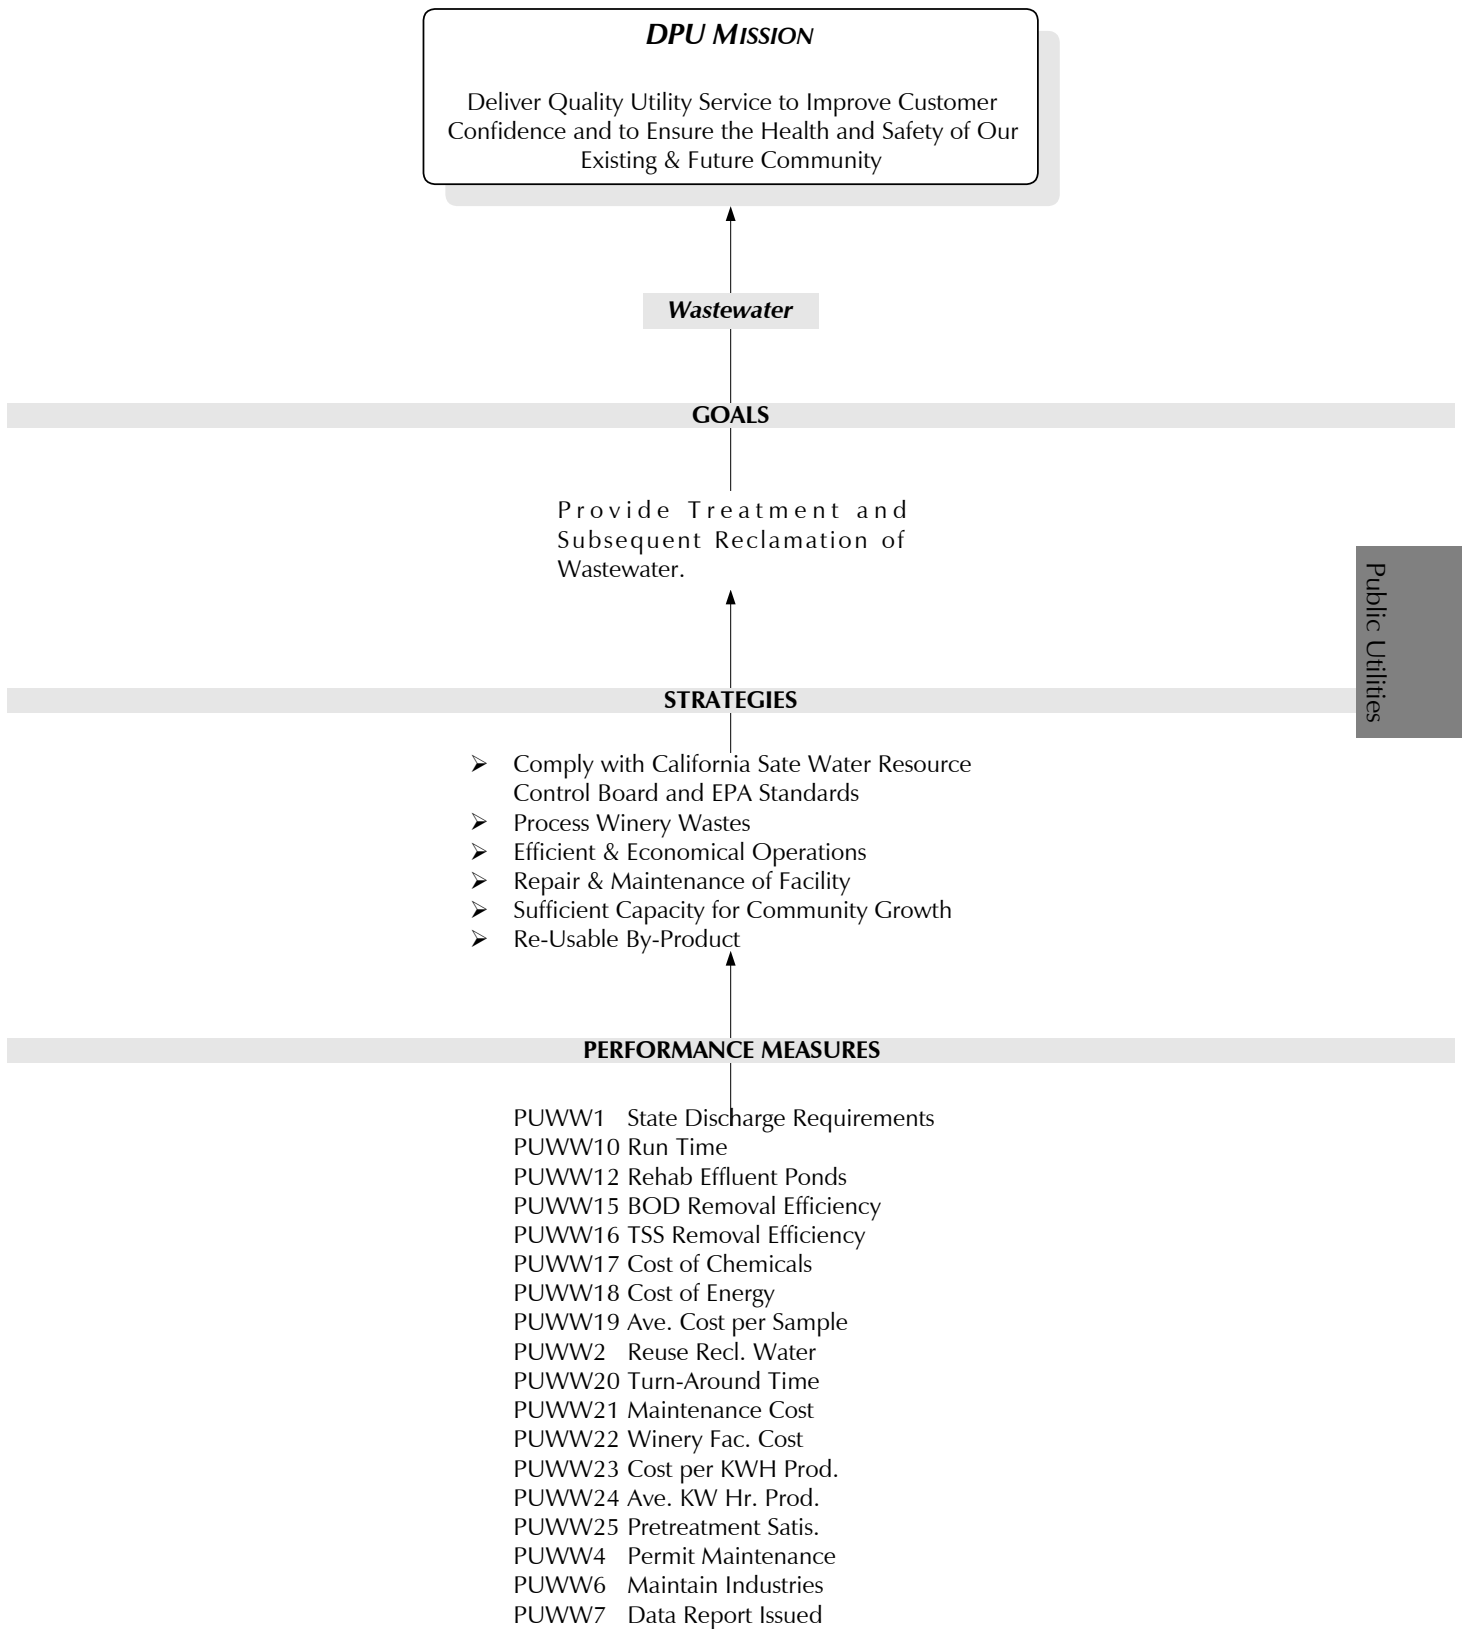 DPU MISSION
Deliver Quality Utility Service to Improve Customer
Confidence and to Ensure the Health and Safety of Our
Existing & Future Community
Wastewater
GOALS
Provide Treatment and
Subsequent Reclamation of
Wastewater.
Public Utilities
STRATEGIES
➢ Comply with California Sate Water Resource
Control Board and EPA Standards
➢ Process Winery Wastes
➢ Efficient & Economical Operations
➢ Repair & Maintenance of Facility
➢ Sufficient Capacity for Community Growth
➢ Re-Usable By-Product
PERFORMANCE MEASURES
PUWW1 State Discharge Requirements
PUWW10 Run Time
PUWW12 Rehab Effluent Ponds
PUWW15 BOD Removal Efficiency
PUWW16 TSS Removal Efficiency
PUWW17 Cost of Chemicals
PUWW18 Cost of Energy
PUWW19 Ave. Cost per Sample
PUWW2 Reuse Recl. Water
PUWW20 Turn-Around Time
PUWW21 Maintenance Cost
PUWW22 Winery Fac. Cost
PUWW23 Cost per KWH Prod.
PUWW24 Ave. KW Hr. Prod.
PUWW25 Pretreatment Satis.
PUWW4 Permit Maintenance
PUWW6 Maintain Industries
PUWW7 Data Report Issued